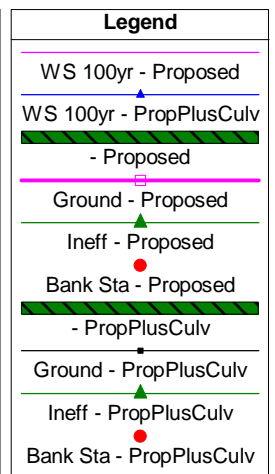 Legend
WS 100yr - Proposed
WS 100yr - PropPlusCulv
- Proposed
Ground - Proposed
Ineff - Proposed
Bank Sta - Proposed
- PropPlusCulv
Ground - PropPlusCulv
Ineff - PropPlusCulv
Bank Sta - PropPlusCulv